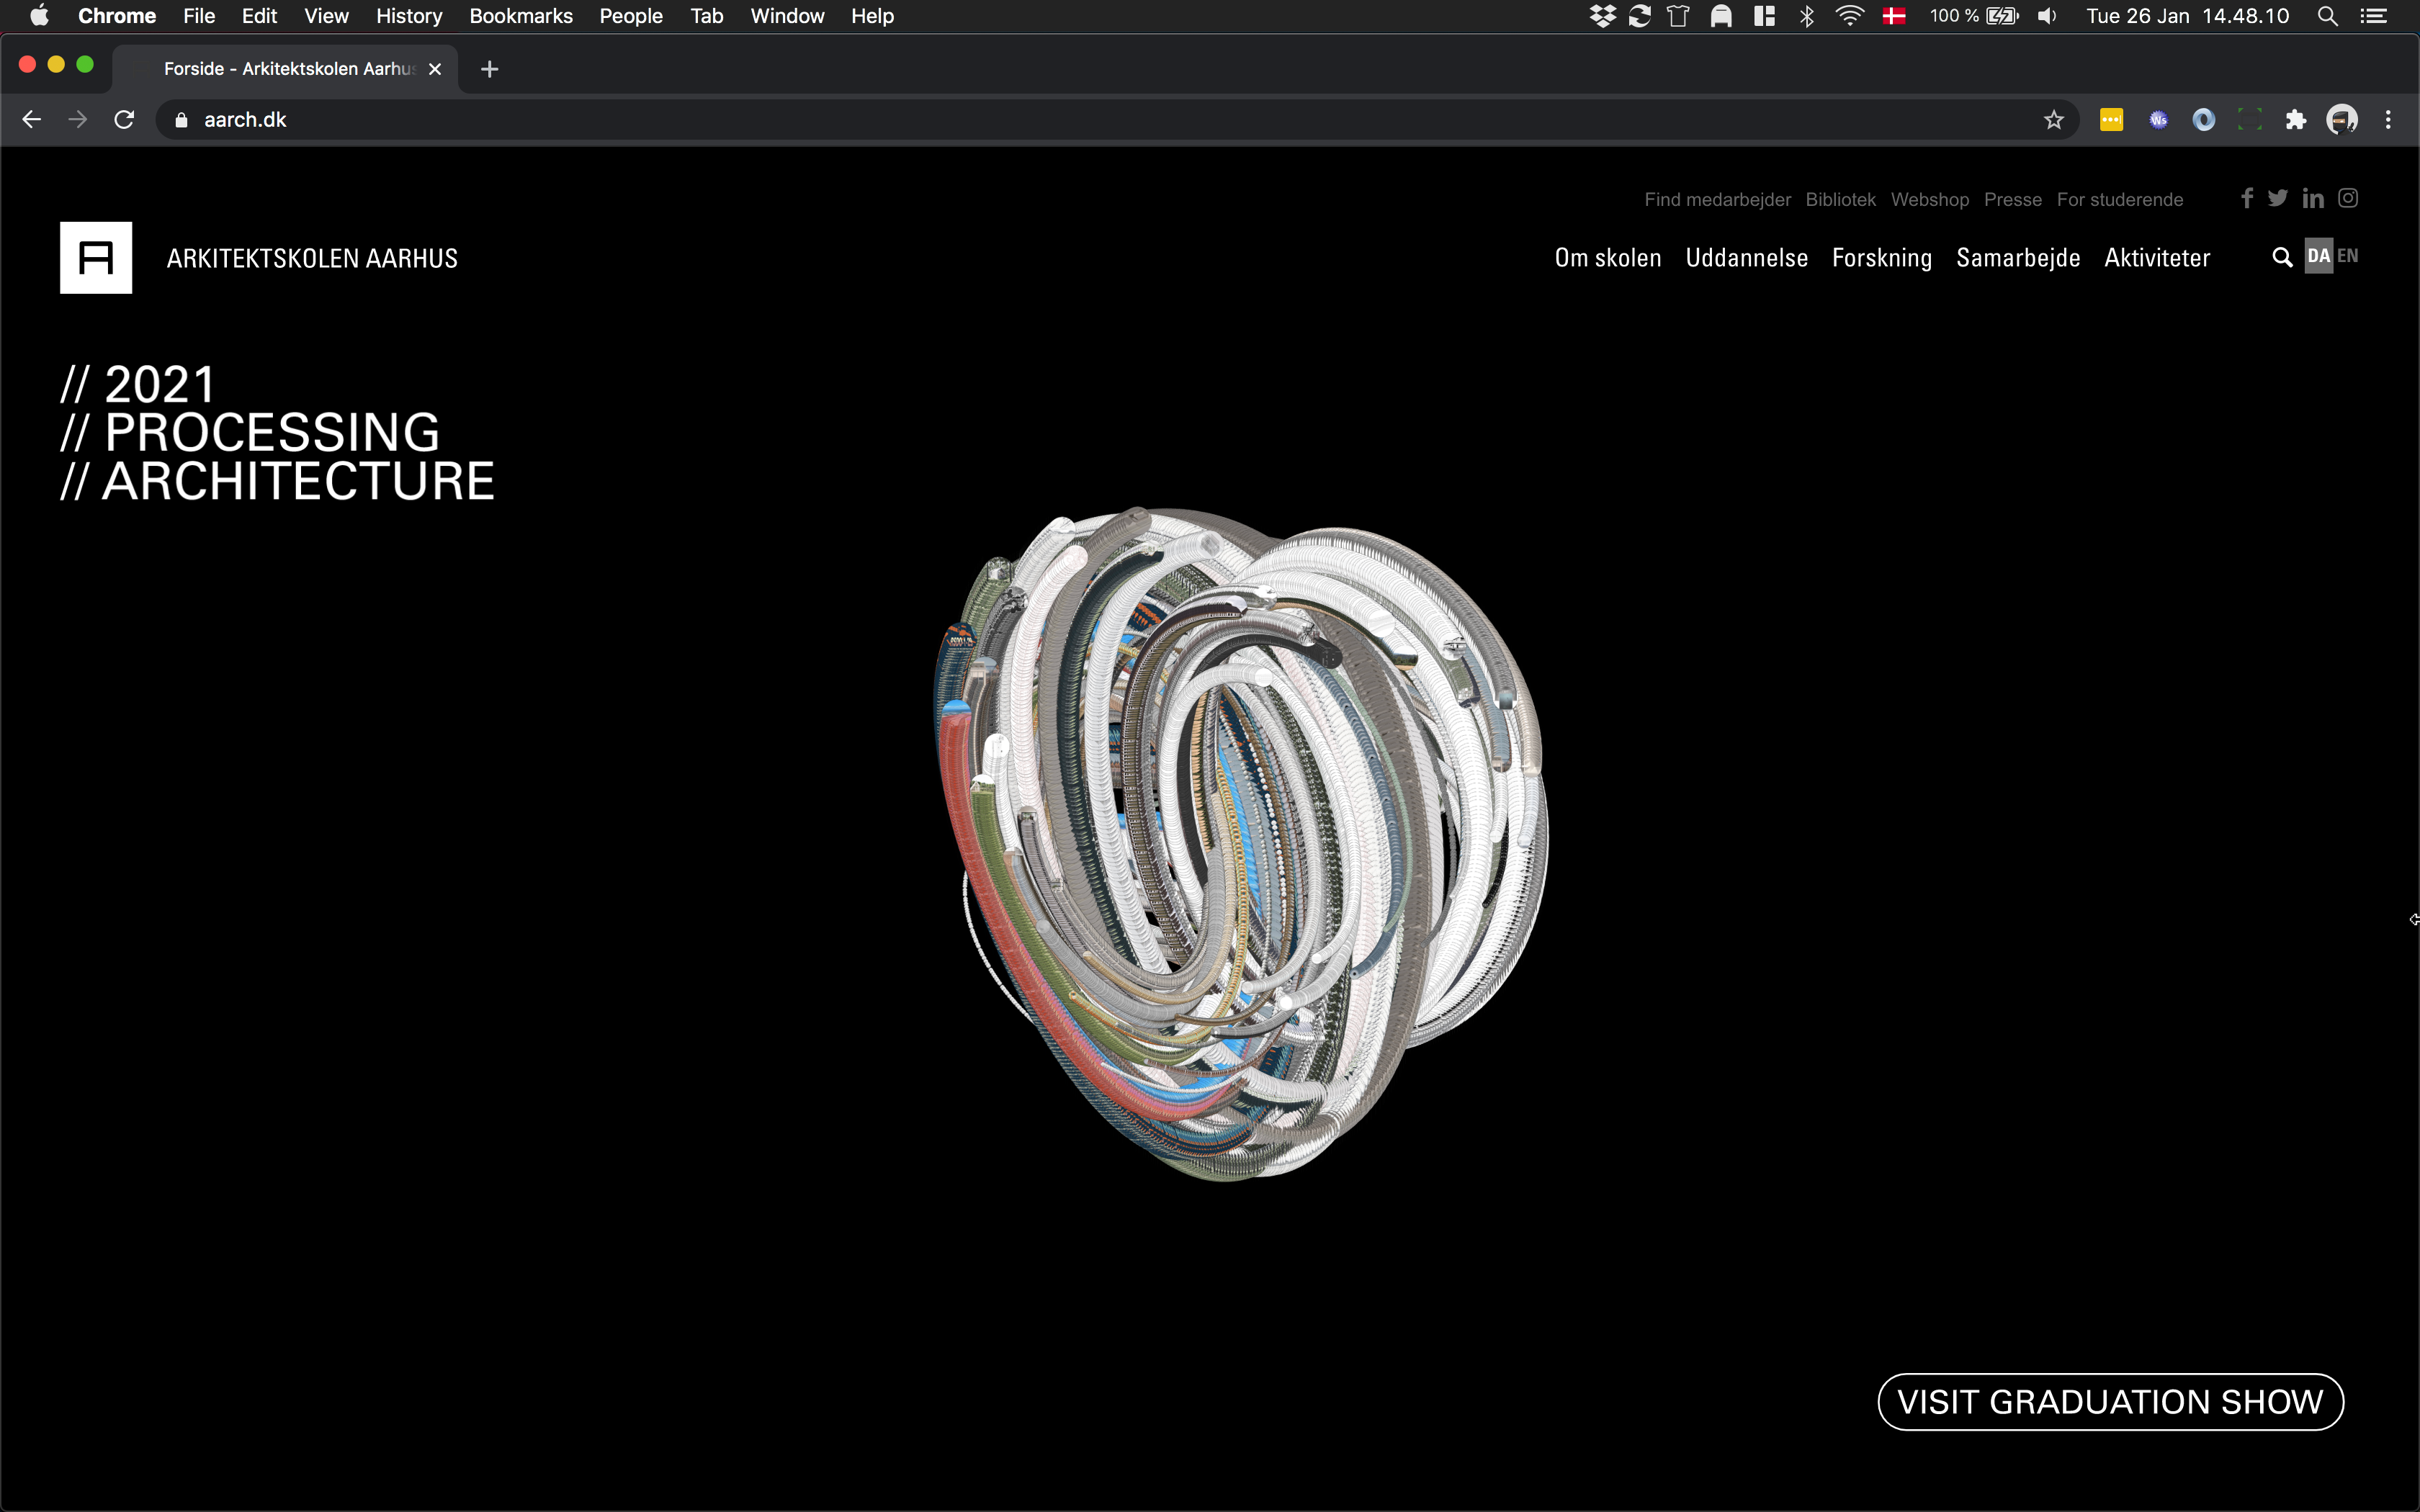 Chrome File Edit View History Bookmarks People Tab Window Help 100 % Tue 26 Jan 14.48.10
Forside - Arkitektskolen Aarhus
aarch.dk
Ws
Find medarbejder Bibliotek Webshop Presse For studerende
ARKITEKTSKOLEN AARHUS
Om skolen Uddannelse Forskning Samarbejde Aktiviteter DA EN
// 2021
// PROCESSING
// ARCHITECTURE
VISIT GRADUATION SHOW